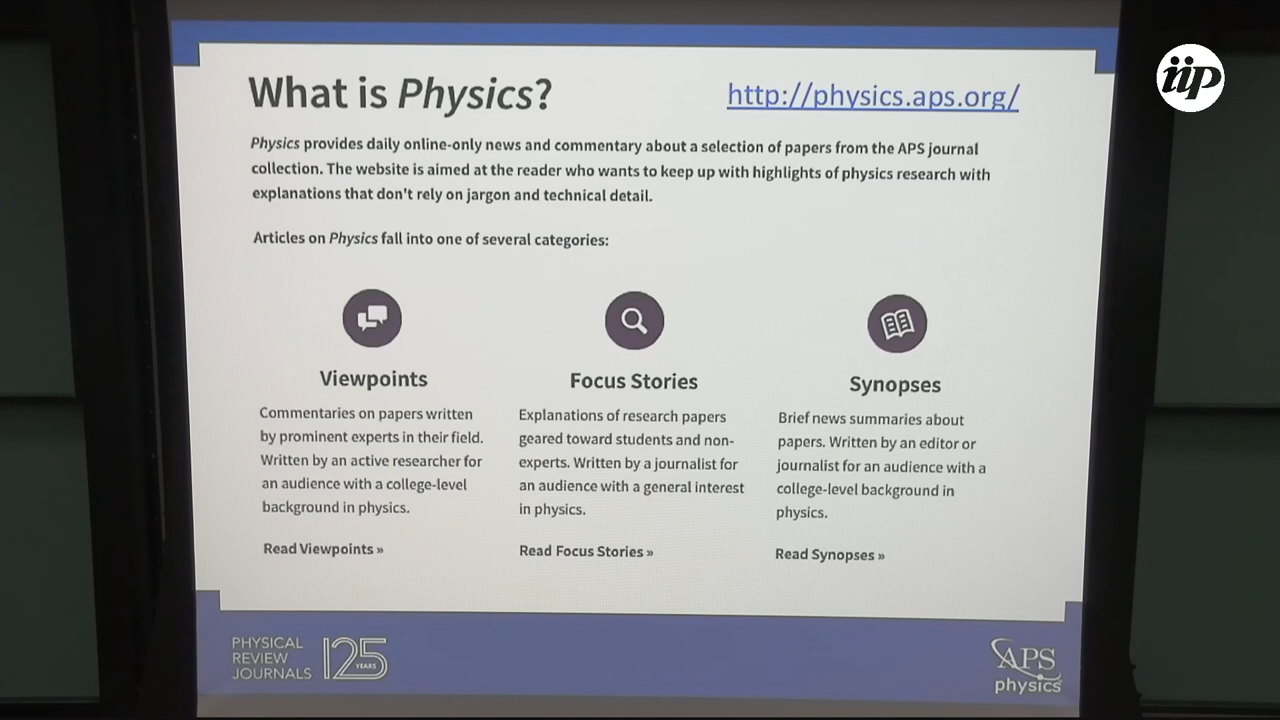 What is Physics?
http://physics.aps.org/
Physics provides daily online-only news and commentary about a selection of papers from the APS journal
collection. The website is aimed at the reader who wants to keep up with highlights of physics research with
explanations that don't rely on jargon and technical detail.
Articles on Physics fall into one of several categories:
Viewpoints
Commentaries on papers written
by prominent experts in their field.
Written by an active researcher for
an audience with a college-level
background in physics.
Read Viewpoints »
Focus Stories
Explanations of research papers
geared toward students and non-
experts. Written by a journalist for
an audience with a general interest
in physics.
Read Focus Stories »
Synopses
Brief news summaries about
papers. Written by an editor or
journalist for an audience with a
college-level background in
physics.
Read Synopses »
PHYSICAL
REVIEW
JOURNALS
125
YEARS
APS
physics
iip